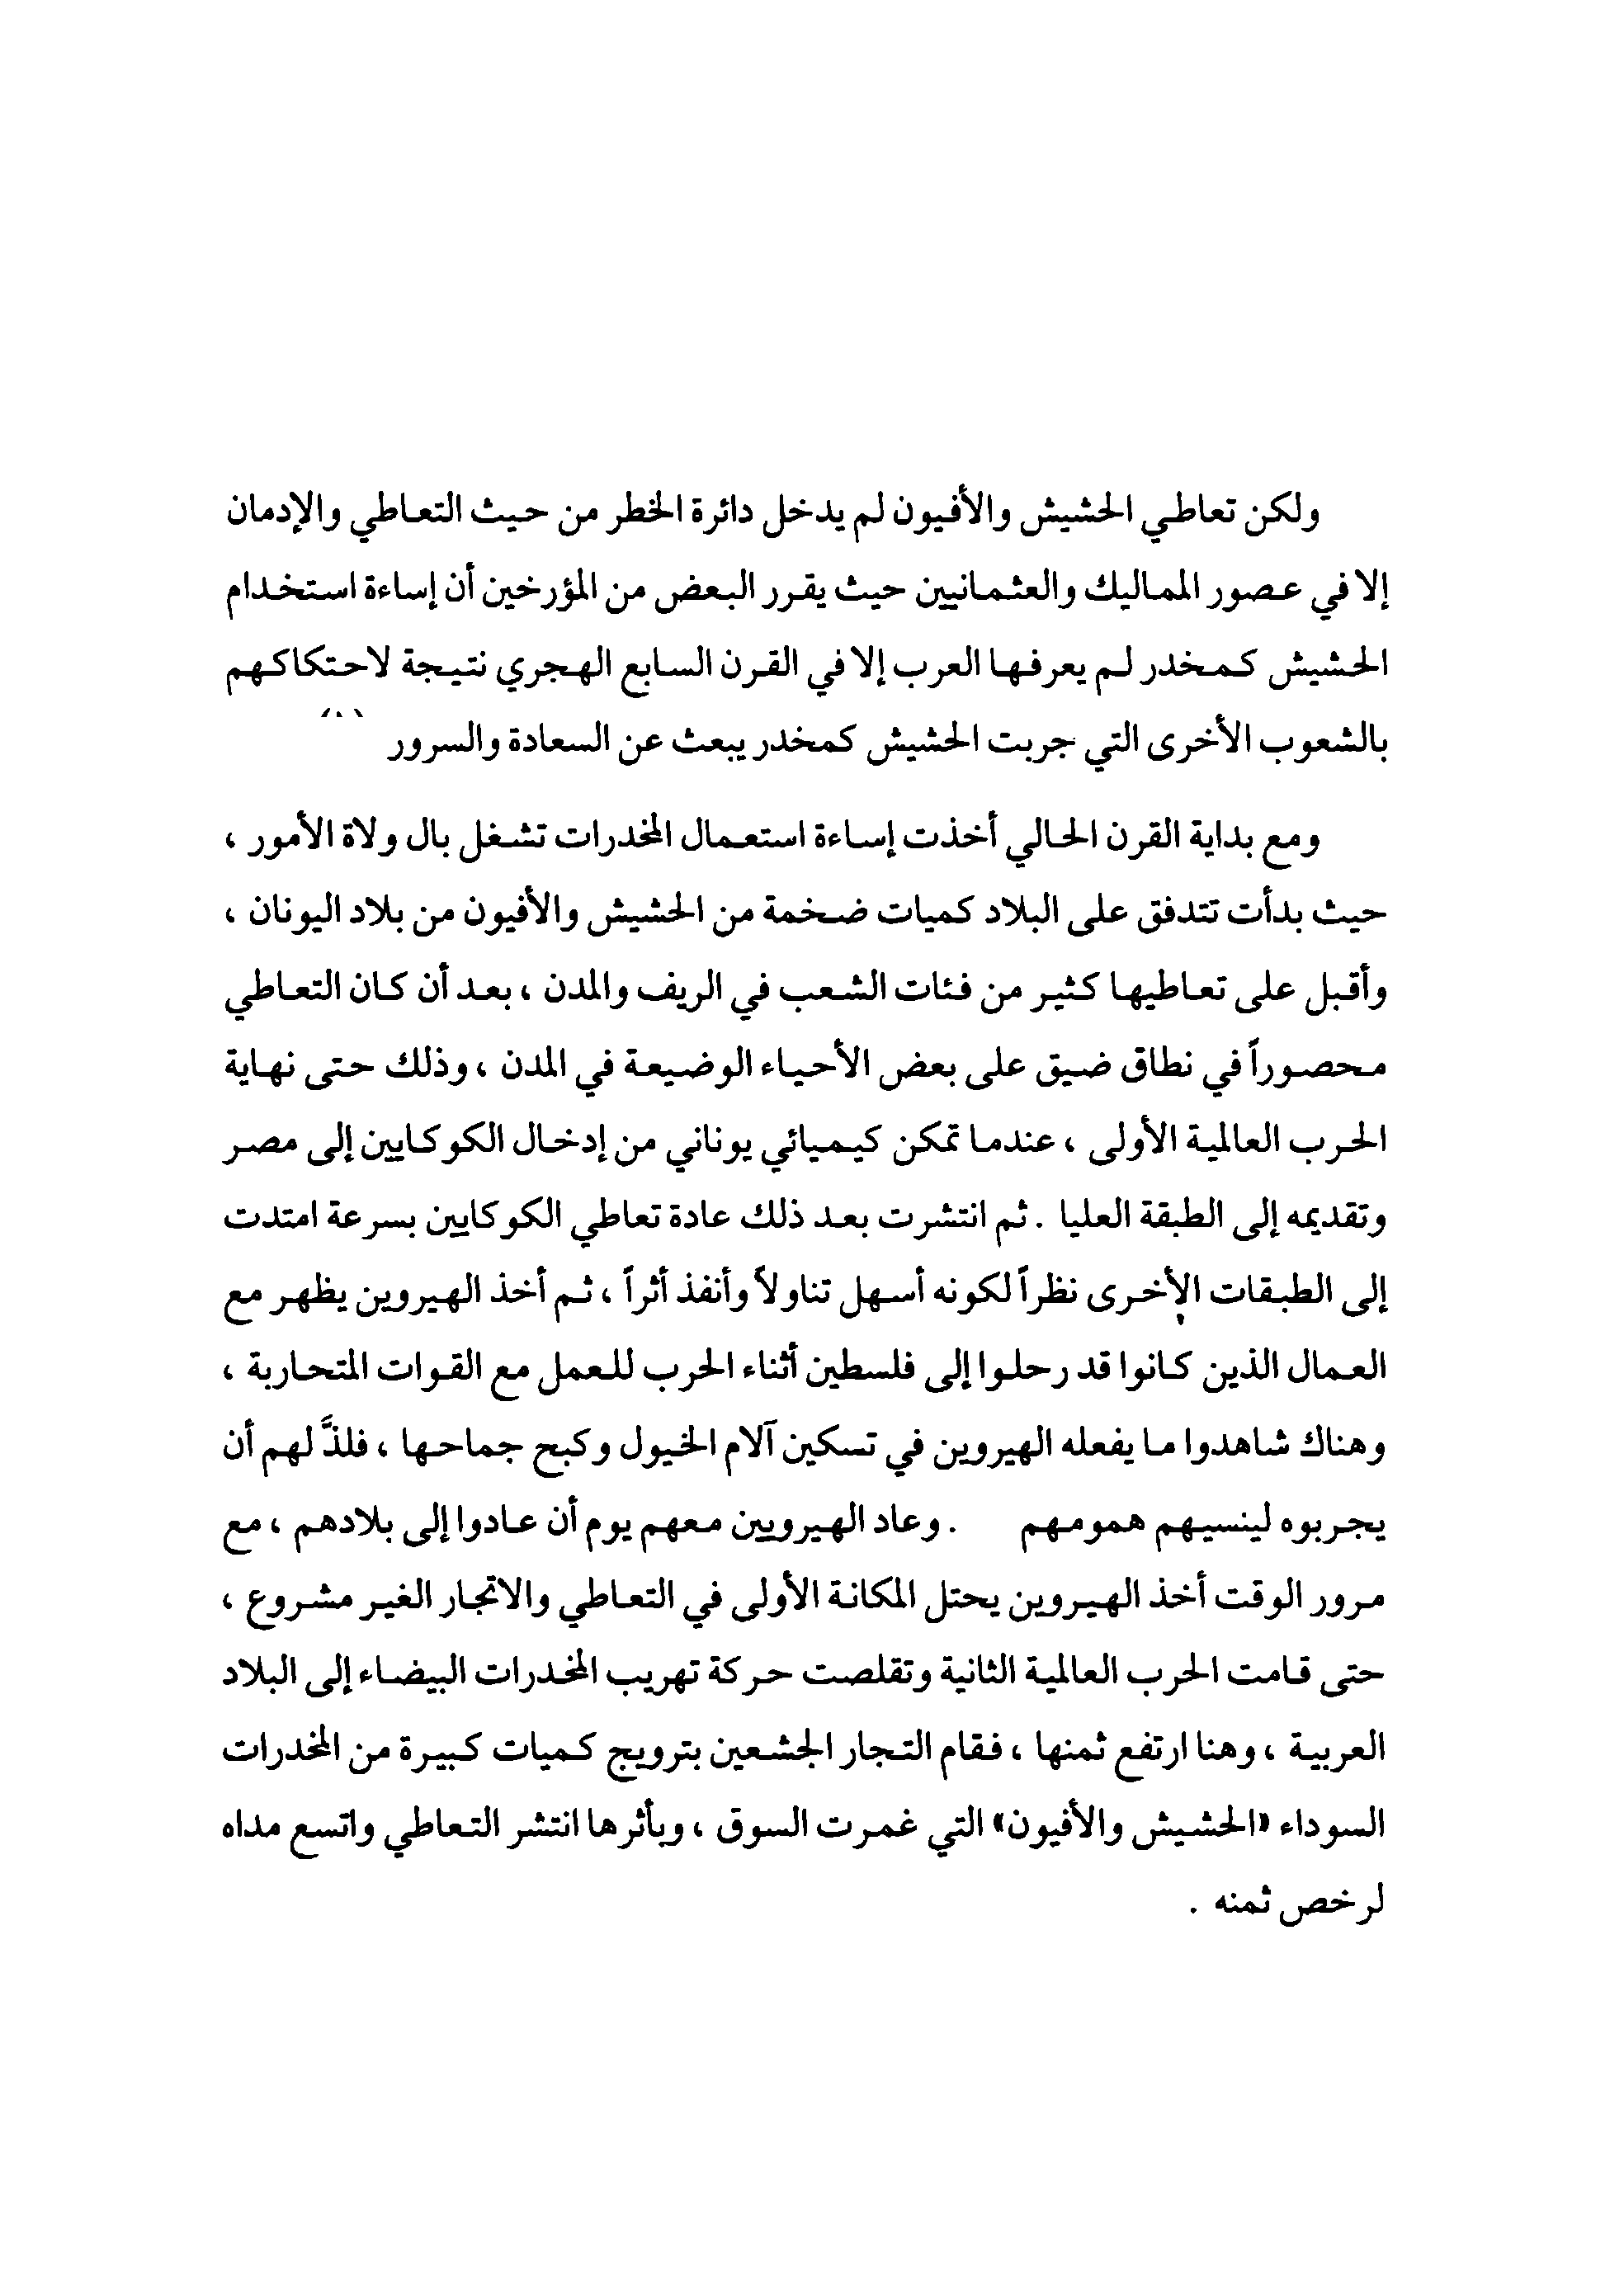 ولكن تعاطي الحشيش والأفيون لم يدخل دائرة الخطر من حيث التعاطي والإدمان
إلا في عصور المماليك والعثمانيين حيث يقرر البعض من المؤرخين أن إساءة استخدام
الحشيش كمخدر لم يعرفها العرب إلا في القرن السابع الهجري نتيجة لاحتكاكهم
بالشعوب الأخرى التي جربت الحشيش كمخدر يبعث عن السعادة والسرور
ومع بداية القرن الحالي أخذت إساءة استعمال المخدرات تشغل بال ولاة الأمور ،
حيث بدأت تتدفق على البلاد كميات ضخمة من الحشيش والأفيون من بلاد اليونان ،
وأقبل على تعاطيها كثير من فئات الشعب في الريف والمدن ، بعد أن كان التعاطي
محصوراً في نطاق ضيق على بعض الأحياء الوضيعة في المدن ، وذلك حتى نهاية
الحرب العالمية الأولى ، عندما تمكن كيميائي يوناني من إدخال الكوكايين إلى مصر
وتقديمه إلى الطبقة العليا . ثم انتشرت بعد ذلك عادة تعاطي الكوكايين بسرعة امتدت
إلى الطبقات الأخرى نظراً لكونه أسهل تناولاً وأنفذ أثراً ، ثم أخذ الهيروين يظهر مع
العمال الذين كانوا قد رحلوا إلى فلسطين أثناء الحرب للعمل مع القوات المتحاربة ،
وهناك شاهدوا ما يفعله الهيروين في تسكين آلام الخيول وكبح جماحها ، فلذَّ لهم أن
يجربوه لينسيهم همومهم . وعاد الهيرويين معهم يوم أن عادوا إلى بلادهم ، مع
مرور الوقت أخذ الهيروين يحتل المكانة الأولى في التعاطي والاتجار الغير مشروع ،
حتى قامت الحرب العالمية الثانية وتقلصت حركة تهريب المخدرات البيضاء إلى البلاد
العربية ، وهنا ارتفع ثمنها ، فقام التجار الجشعين بترويج كميات كبيرة من المخدرات
السوداء «الحشيش والأفيون» التي غمرت السوق ، وبأثرها انتشر التعاطي واتسع مداه
لرخص ثمنه .